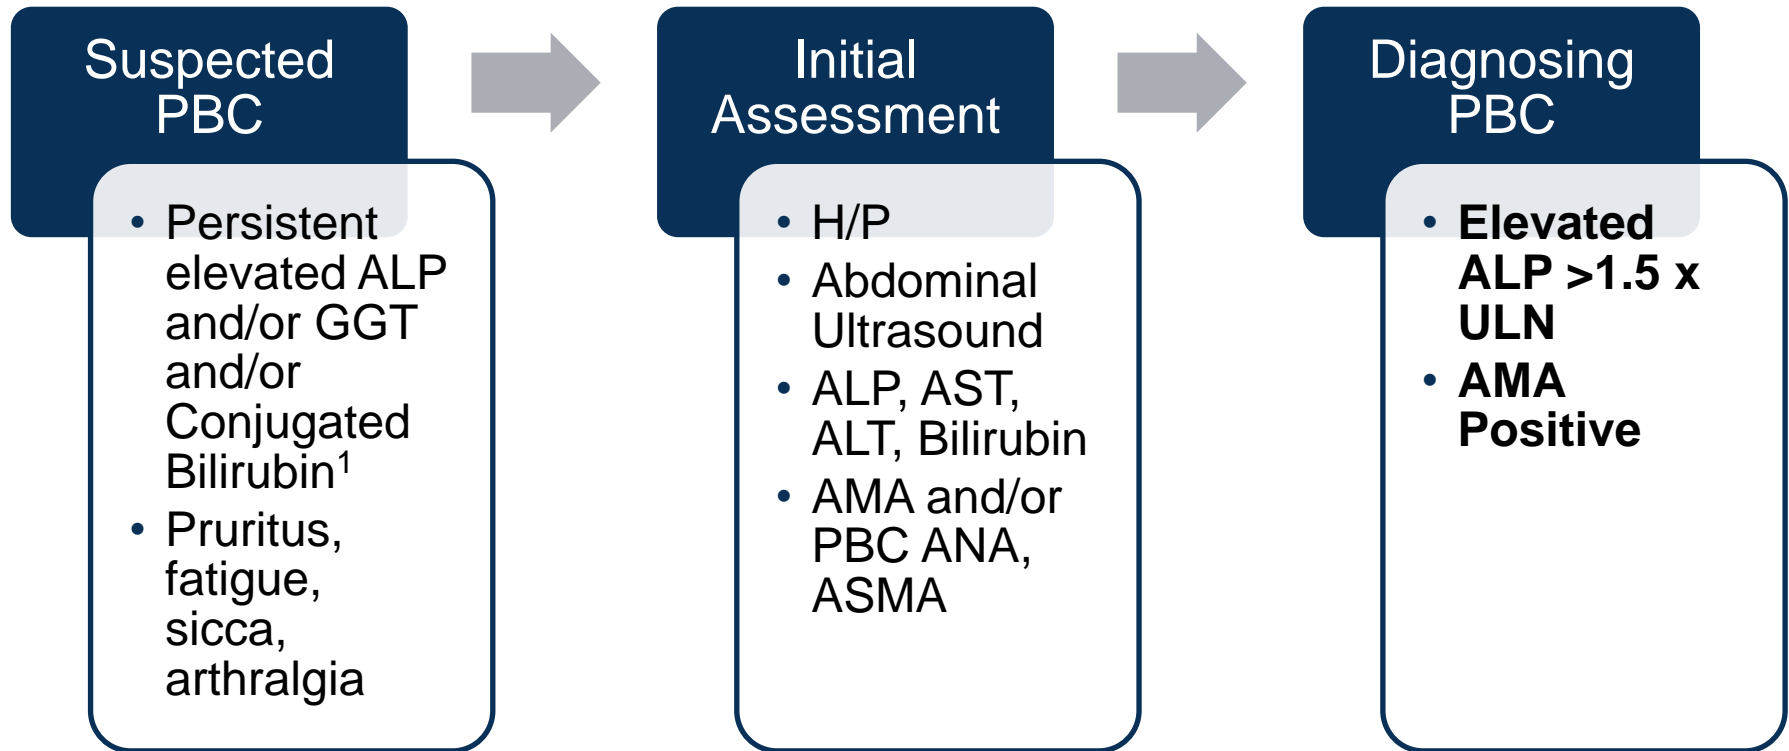 Suspected
PBC
• Persistent
elevated ALP
and/or GGT
and/or
Conjugated
Bilirubin¹
• Pruritus,
fatigue,
sicca,
arthralgia
Initial
Assessment
• H/P
• Abdominal
Ultrasound
• ALP, AST,
ALT, Bilirubin
• AMA and/or
PBC ANA,
ASMA
Diagnosing
PBC
• Elevated
ALP >1.5 x
ULN
• AMA
Positive